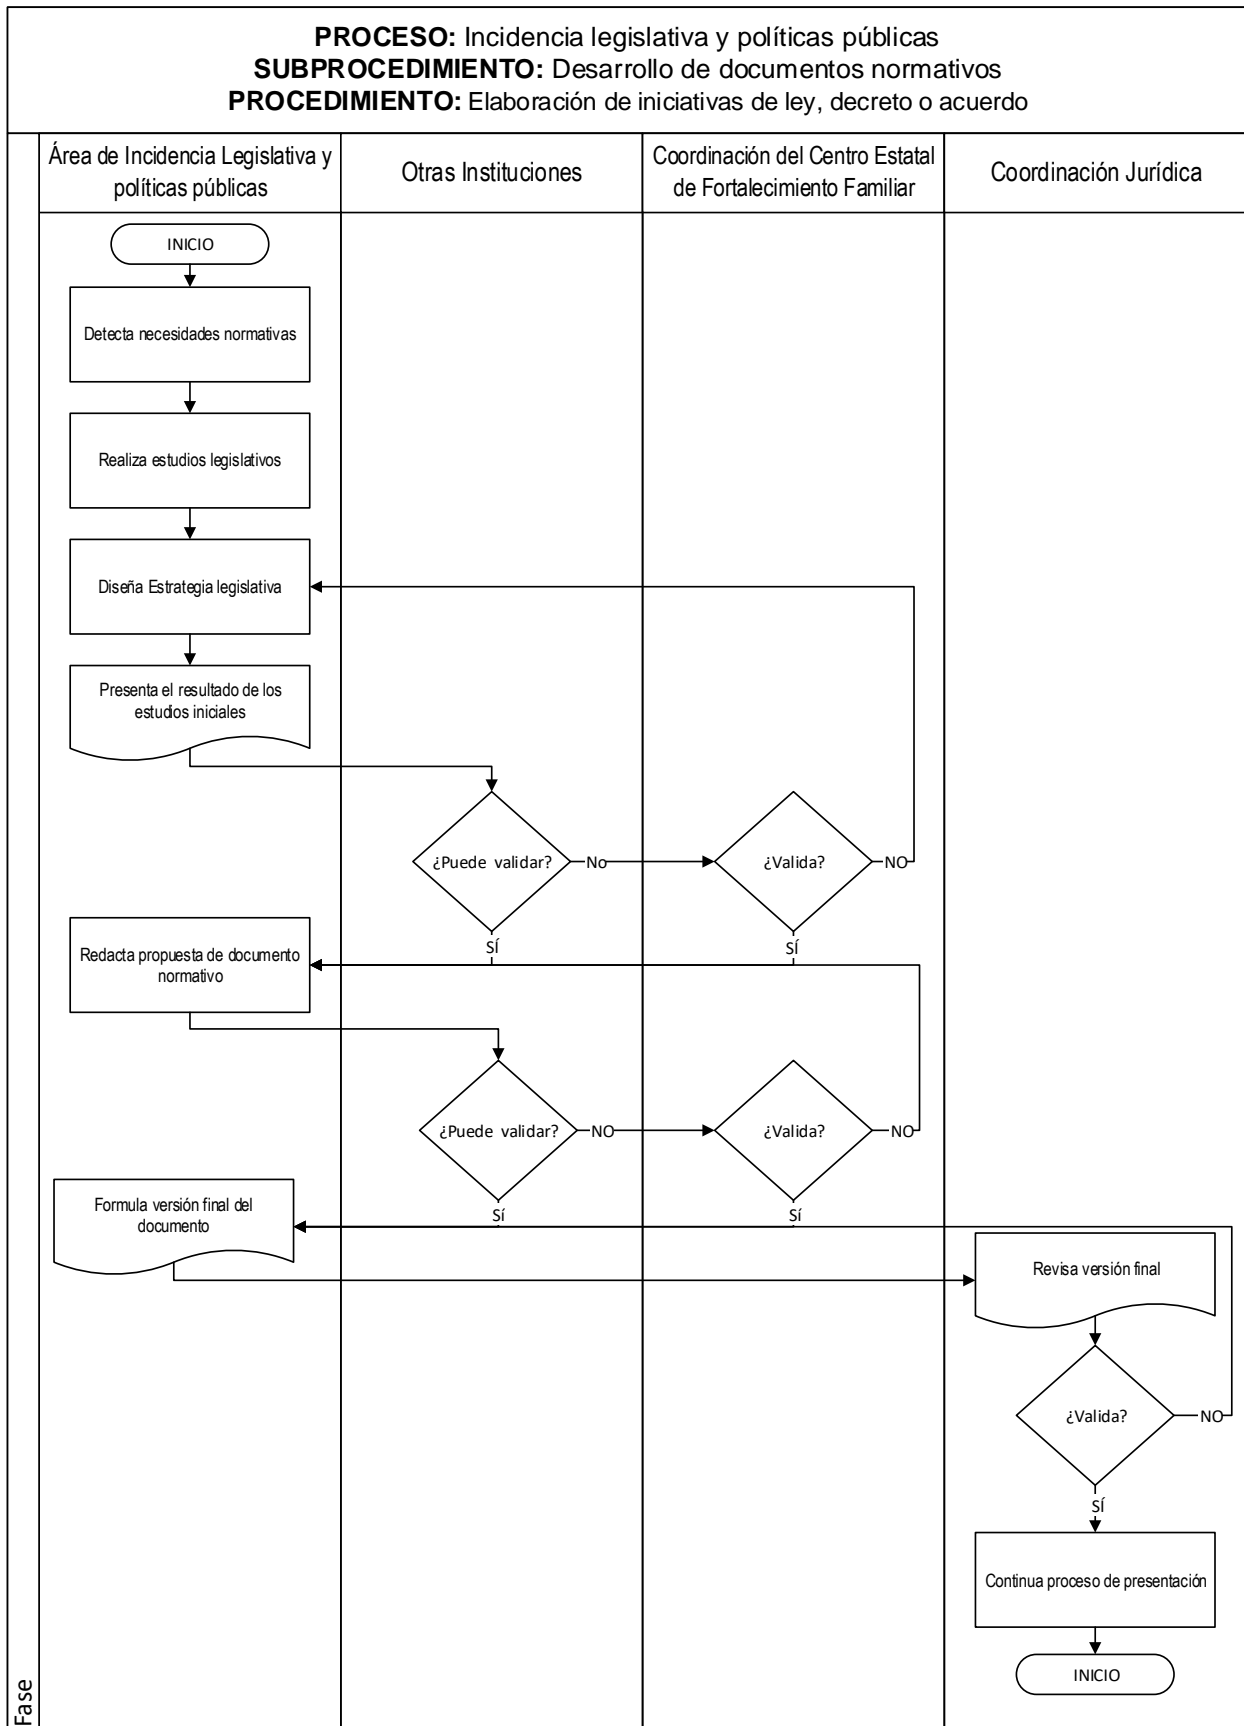 PROCESO: Incidencia legislativa y políticas públicas
SUBPROCEDIMIENTO: Desarrollo de documentos normativos
PROCEDIMIENTO: Elaboración de iniciativas de ley, decreto o acuerdo
Área de Incidencia Legislativa y
políticas públicas
Otras Instituciones
Coordinación del Centro Estatal
de Fortalecimiento Familiar
Coordinación Jurídica
INICIO
Detecta necesidades normativas
Realiza estudios legislativos
Diseña Estrategia legislativa
Presenta el resultado de los
estudios iniciales
¿Puede validar?
No
¿Valida?
NO
SÍ
SÍ
Redacta propuesta de documento
normativo
¿Puede validar?
NO
¿Valida?
NO
Sí
Sí
Formula versión final del
documento
Revisa versión final
¿Valida?
NO
SÍ
Continua proceso de presentación
INICIO
Fase